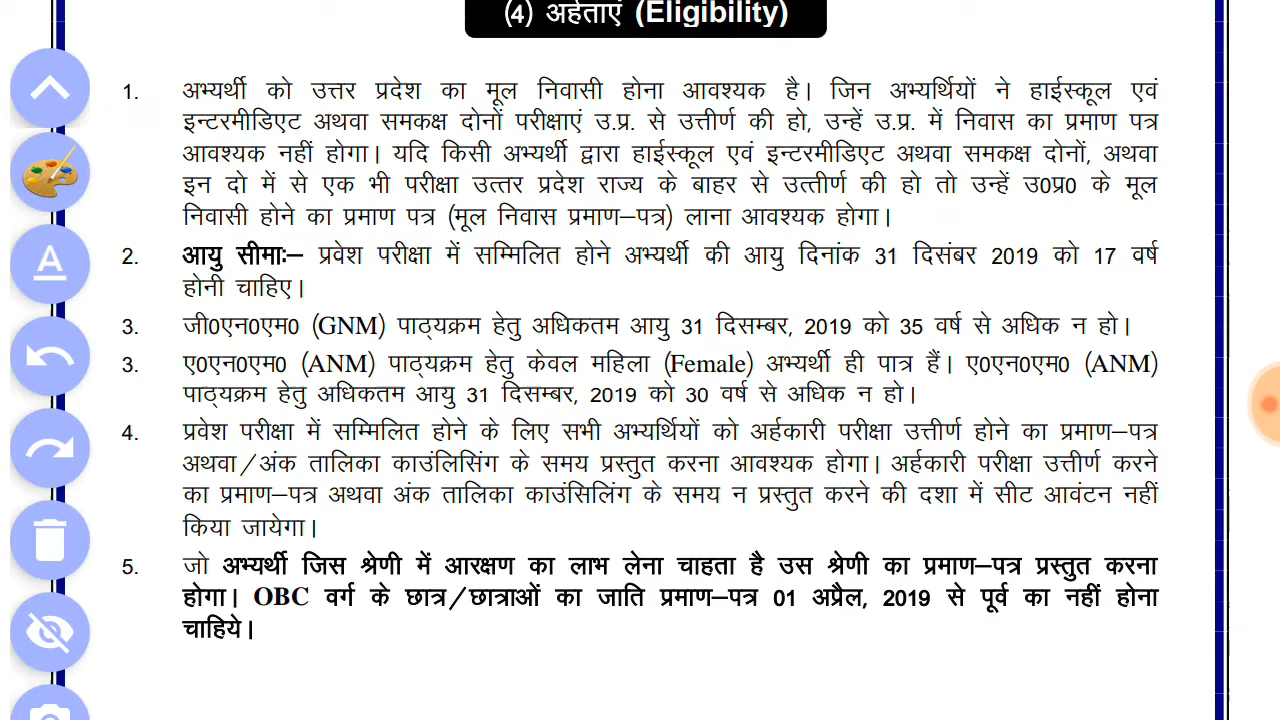 (4) अर्हताएं (Eligibility)
1. अभ्यर्थी को उत्तर प्रदेश का मूल निवासी होना आवश्यक है। जिन अभ्यर्थियों ने हाईस्कूल एवं
इन्टरमीडिएट अथवा समकक्ष दोनों परीक्षाएं उ.प्र. से उत्तीर्ण की हो, उन्हें उ.प्र. में निवास का प्रमाण पत्र
आवश्यक नहीं होगा। यदि किसी अभ्यर्थी द्वारा हाईस्कूल एवं इन्टरमीडिएट अथवा समकक्ष दोनों, अथवा
इन दो में से एक भी परीक्षा उत्तर प्रदेश राज्य के बाहर से उत्तीर्ण की हो तो उन्हें उ0प्र0 के मूल
निवासी होने का प्रमाण पत्र (मूल निवास प्रमाण–पत्र) लाना आवश्यक होगा।
2. आयु सीमाः– प्रवेश परीक्षा में सम्मिलित होने अभ्यर्थी की आयु दिनांक 31 दिसंबर 2019 को 17 वर्ष
होनी चाहिए।
3. जी0एन0एम0 (GNM) पाठ्यक्रम हेतु अधिकतम आयु 31 दिसम्बर, 2019 को 35 वर्ष से अधिक न हो।
3. ए0एन0एम0 (ANM) पाठ्यक्रम हेतु केवल महिला (Female) अभ्यर्थी ही पात्र हैं। ए0एन0एम0 (ANM)
पाठ्यक्रम हेतु अधिकतम आयु 31 दिसम्बर, 2019 को 30 वर्ष से अधिक न हो।
4. प्रवेश परीक्षा में सम्मिलित होने के लिए सभी अभ्यर्थियों को अर्हकारी परीक्षा उत्तीर्ण होने का प्रमाण–पत्र
अथवा/अंक तालिका काउंलिसिंग के समय प्रस्तुत करना आवश्यक होगा। अर्हकारी परीक्षा उत्तीर्ण करने
का प्रमाण–पत्र अथवा अंक तालिका काउंसिलिंग के समय न प्रस्तुत करने की दशा में सीट आवंटन नहीं
किया जायेगा।
5. जो अभ्यर्थी जिस श्रेणी में आरक्षण का लाभ लेना चाहता है उस श्रेणी का प्रमाण–पत्र प्रस्तुत करना
होगा। OBC वर्ग के छात्र/छात्राओं का जाति प्रमाण–पत्र 01 अप्रैल, 2019 से पूर्व का नहीं होना
चाहिये।